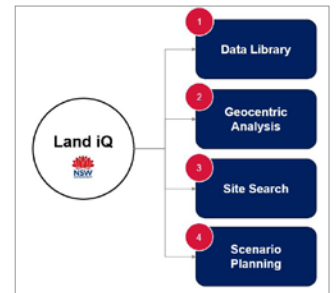 Land iQ
NSW
1
Data Library
2
Geocentric
Analysis
3
Site Search
4
Scenario
Planning